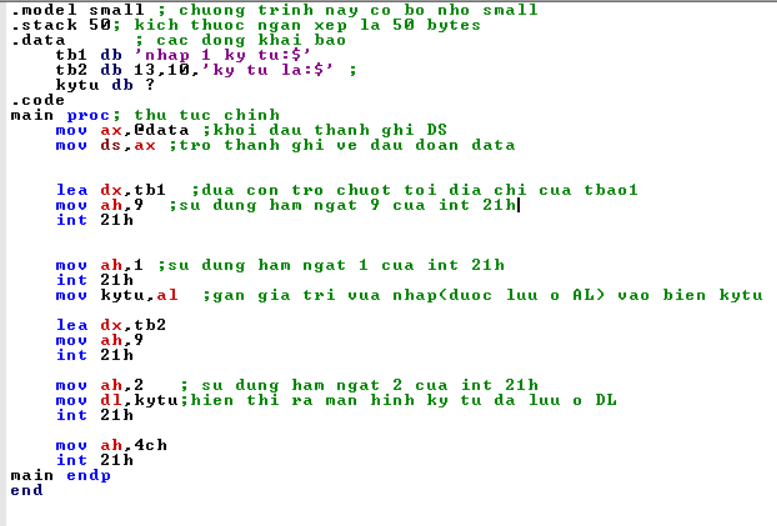 .model small ; chuong trinh nay co bo nho small
.stack 50; kich thuoc ngan xep la 50 bytes
.data ; cac dong khai bao
tb1 db 'nhap 1 ky tu:$'
tb2 db 13,10,'ky tu la:$' ;
kytu db ?
.code
main proc; thu tuc chinh
mov ax,@data ;khoi dau thanh ghi DS
mov ds,ax ;tro thanh ghi ve dau doan data
lea dx,tb1 ;dua con tro chuot toi dia chi cua tbao1
mov ah,9 ;su dung ham ngat 9 cua int 21h
int 21h
mov ah,1 ;su dung ham ngat 1 cua int 21h
int 21h
mov kytu,al ;gan gia tri vua nhap(duoc luu o AL) vao bien kytu
lea dx,tb2
mov ah,9
int 21h
mov ah,2 ; su dung ham ngat 2 cua int 21h
mov dl,kytu;hien thi ra man hinh ky tu da luu o DL
int 21h
mov ah,4ch
int 21h
main endp
end